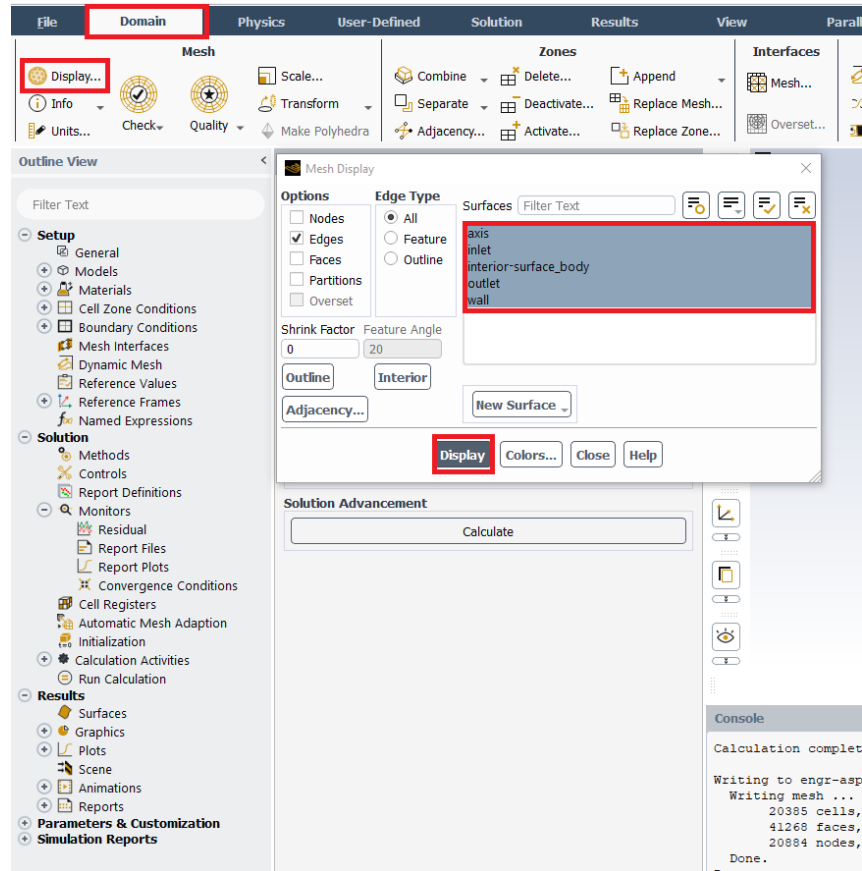 File Domain Physics User-Defined Solution Results View Parall
Mesh Zones Interfaces
Display... Scale... Combine Delete... Append Mesh...
Info Transform Separate Deactivate... Replace Mesh...
Units... Check Quality Make Polyhedra Adjacency... Activate... Replace Zone... Overset...
Outline View <
Filter Text
Setup
General
Models
Materials
Cell Zone Conditions
Boundary Conditions
Mesh Interfaces
Dynamic Mesh
Reference Values
Reference Frames
Named Expressions
Solution
Methods
Controls
Report Definitions
Monitors
Residual
Report Files
Report Plots
Convergence Conditions
Cell Registers
Automatic Mesh Adaption
Initialization
Calculation Activities
Run Calculation
Results
Surfaces
Graphics
Plots
Scene
Animations
Reports
Parameters & Customization
Simulation Reports
Mesh Display
Options
Nodes
Edges
Faces
Partitions
Overset
Edge Type
All
Feature
Outline
Shrink Factor Feature Angle
0 20
Outline Interior
Adjacency...
Surfaces Filter Text
axis
inlet
interior-surface_body
outlet
wall
New Surface
Display Colors... Close Help
Solution Advancement
Calculate
Console
Calculation complet
Writing to engr-asp
Writing mesh ...
20385 cells,
41268 faces,
20884 nodes,
Done.